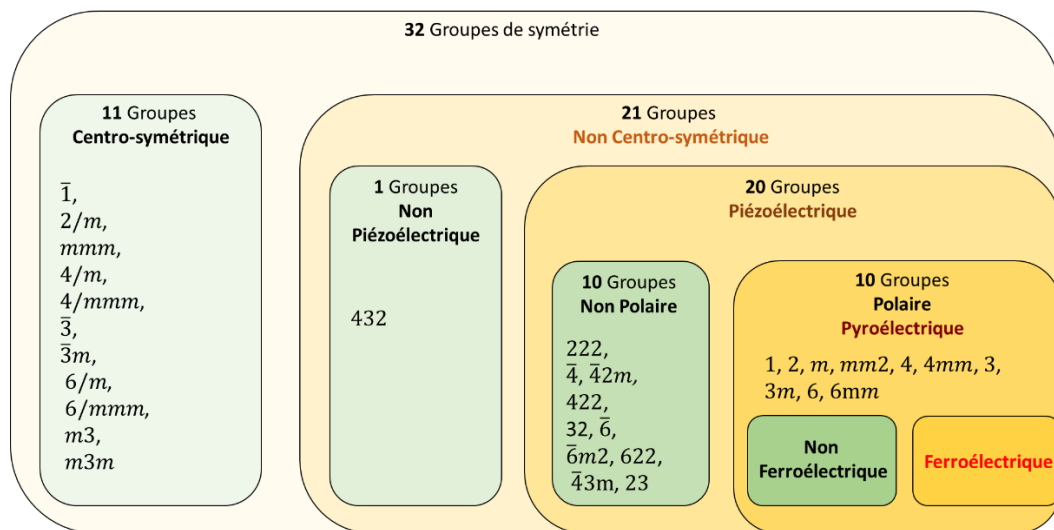 32 Groupes de symétrie
11 Groupes
Centro-symétrique
1̅,
2/m,
mmm,
4/m,
4/mmm,
3̅,
3̅m,
6/m,
6/mmm,
m3,
m3m
21 Groupes
Non Centro-symétrique
1 Groupes
Non
Piézoélectrique
432
20 Groupes
Piézoélectrique
10 Groupes
Non Polaire
222,
4̅, 4̅2m,
422,
32, 6̅,
6̅m2, 622,
4̅3m, 23
10 Groupes
Polaire
Pyroélectrique
1, 2, m, mm2, 4, 4mm, 3,
3m, 6, 6mm
Non
Ferroélectrique
Ferroélectrique